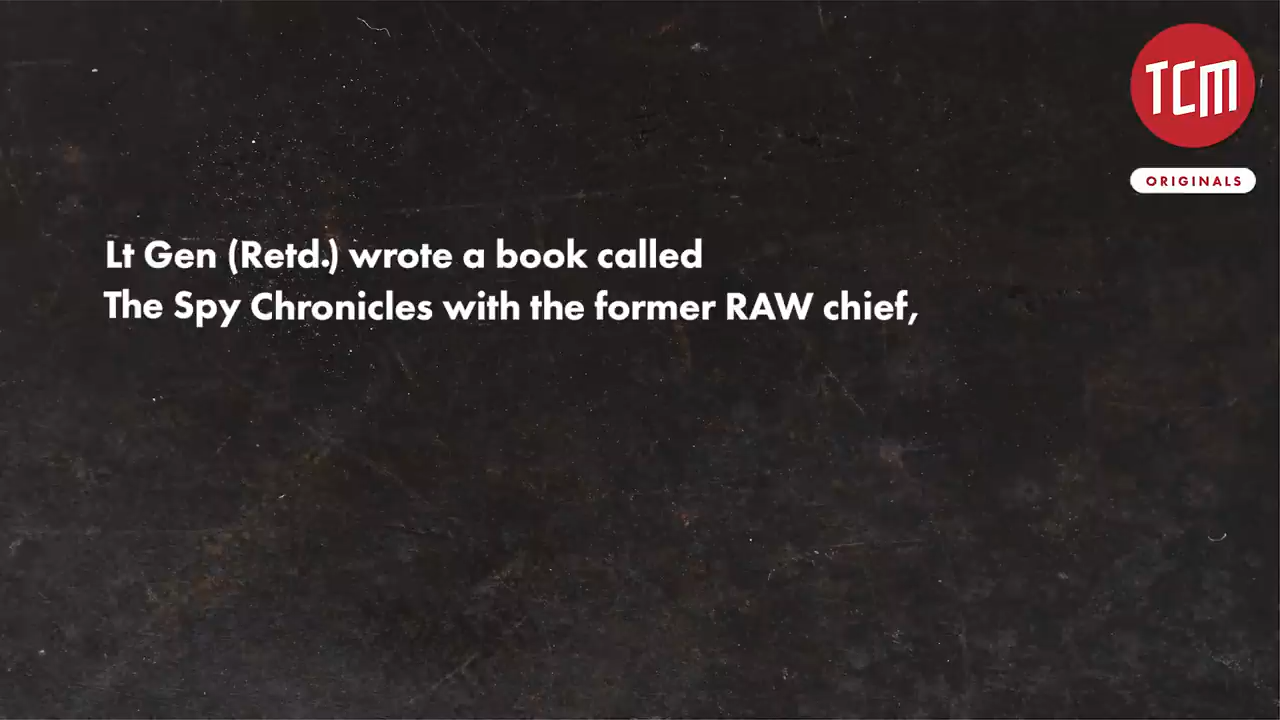 TCM
ORIGINALS
Lt Gen (Retd.) wrote a book called
The Spy Chronicles with the former RAW chief,